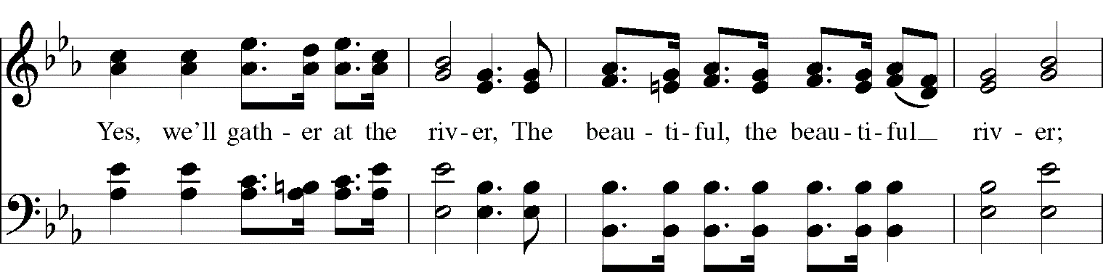 Yes, we'll gath - er at the riv - er, The beau - ti - ful, the beau - ti - ful riv - er;